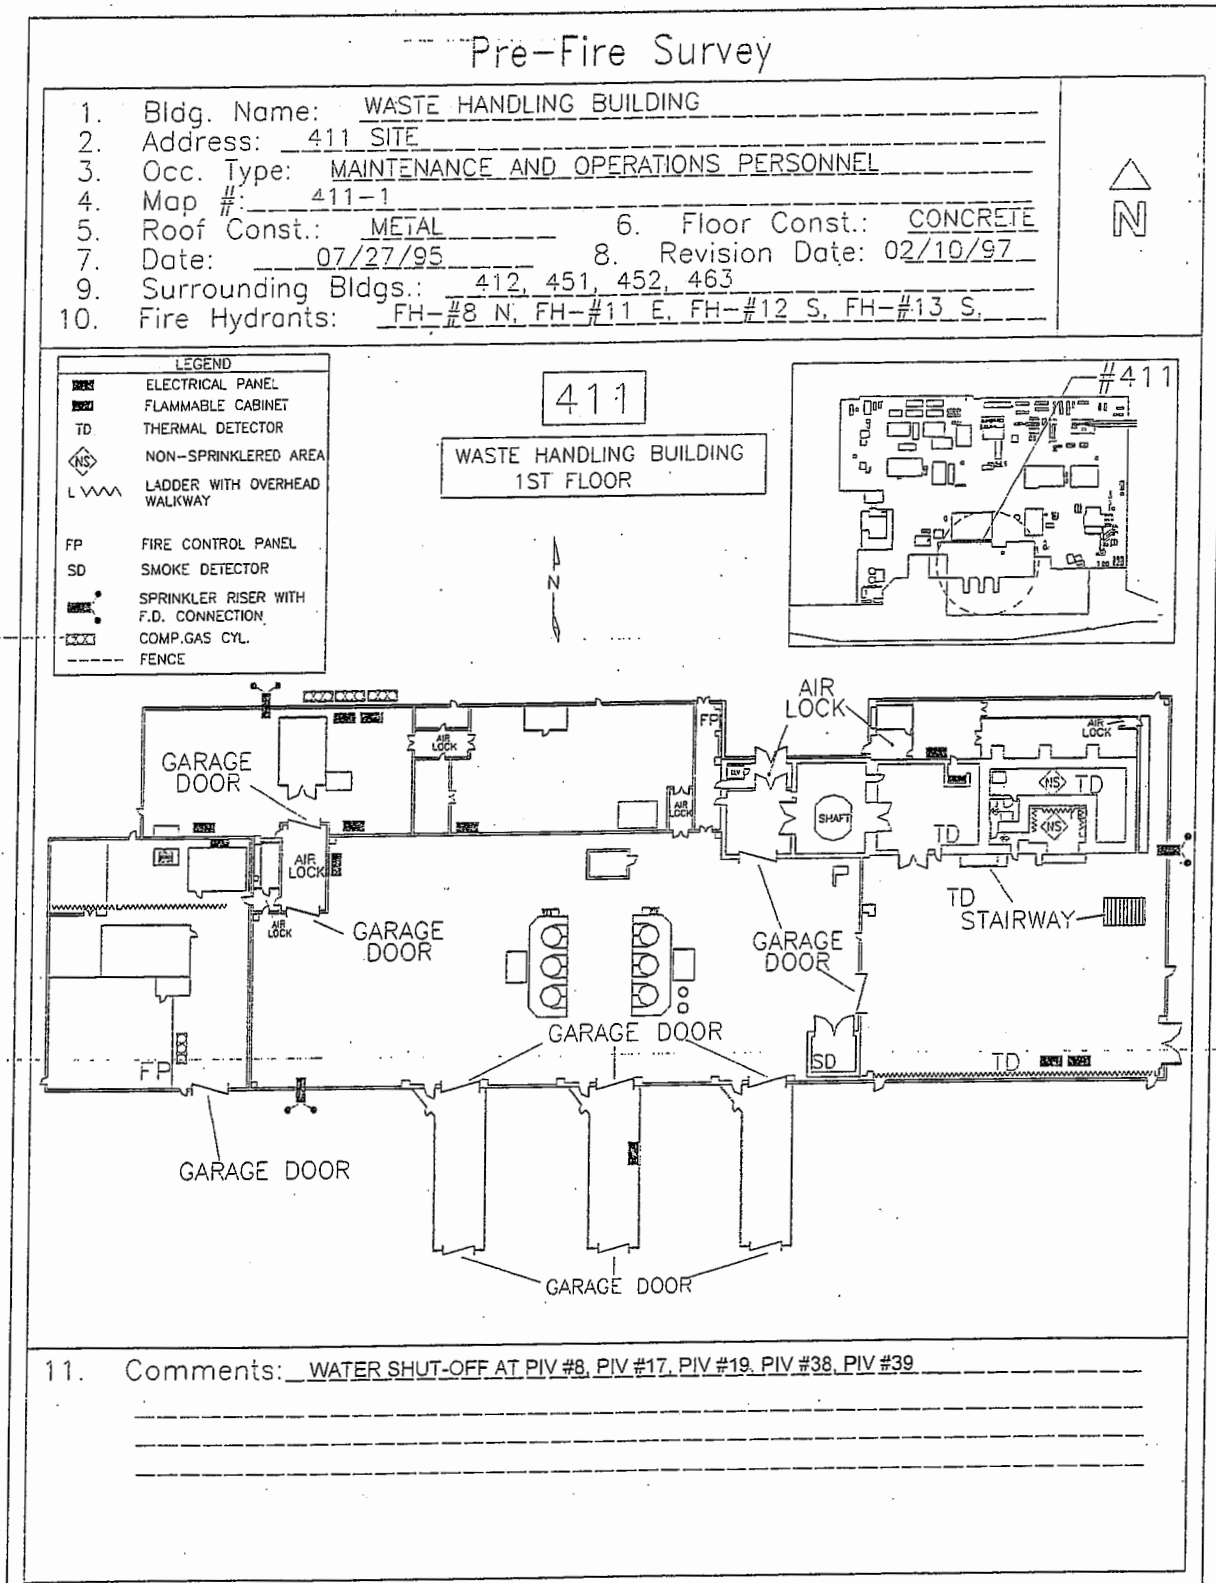 Pre-Fire Survey
1. Bldg. Name: WASTE HANDLING BUILDING
2. Address: 411 SITE
3. Occ. Type: MAINTENANCE AND OPERATIONS PERSONNEL
4. Map #: 411-1
5. Roof Const.: METAL 6. Floor Const.: CONCRETE
7. Date: 07/27/95 8. Revision Date: 02/10/97
9. Surrounding Bldgs.: 412, 451, 452, 463
10. Fire Hydrants: FH-#8 N, FH-#11 E, FH-#12 S, FH-#13 S,
N
LEGEND
ELECTRICAL PANEL
FLAMMABLE CABINET
TD THERMAL DETECTOR
NS NON-SPRINKLERED AREA
L LADDER WITH OVERHEAD
WALKWAY
FP FIRE CONTROL PANEL
SD SMOKE DETECTOR
SPRINKLER RISER WITH
F.D. CONNECTION
COMP.GAS CYL.
FENCE
411
WASTE HANDLING BUILDING
1ST FLOOR
N
#411
AIR
LOCK
GARAGE
DOOR
AIR
LOCK
FP
AIR
LOCK
ELV
NS TD
AIR
LOCK
SHAFT
TD
NS
AIR
LOCK
AIR
LOCK
GARAGE
DOOR
GARAGE
DOOR
TD
STAIRWAY
GARAGE DOOR
FP
SD
TD
GARAGE DOOR
GARAGE DOOR
11. Comments: WATER SHUT-OFF AT PIV #8, PIV #17, PIV #19, PIV #38, PIV #39